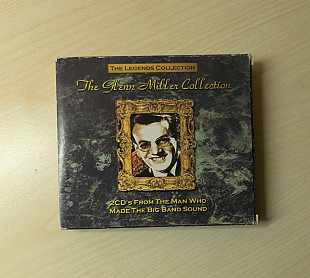 The Legends Collection
The Glenn Miller Collection
2CD's From The Man Who
Made The Big Band Sound